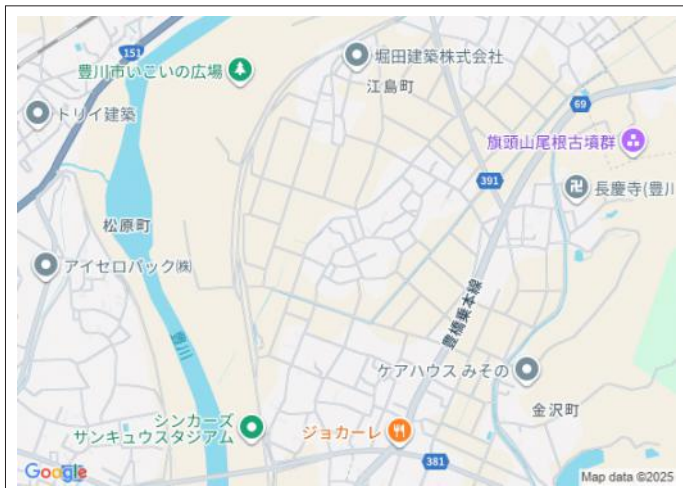 151
豊川市いこいの広場
堀田建築株式会社
江島町
69
トリイ建築
旗頭山尾根古墳群
391
長慶寺(豊川
松原町
アイセロパック㈱
豊橋乗本線
豊川
ケアハウス みその
金沢町
シンカーズ
サンキュウスタジアム
ジョカーレ
381
Google
Map data ©2025